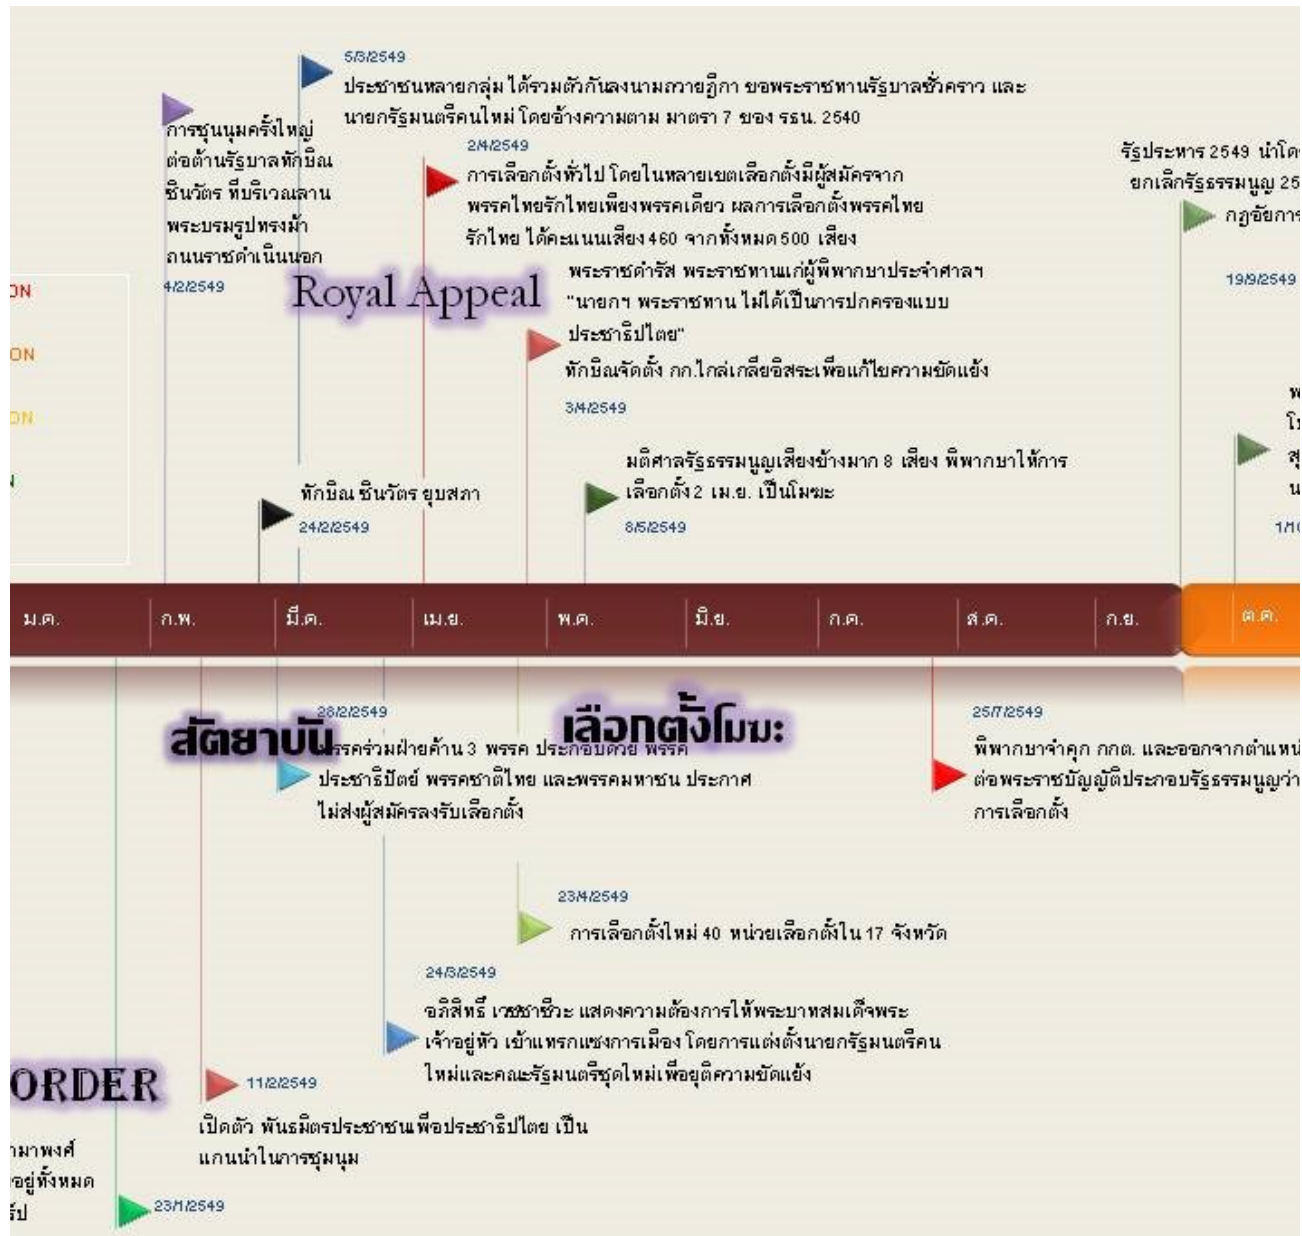 5/3/2549
ประชาชนหลายกลุ่ม ได้รวมตัวกันลงนามถวายฎีกา ขอพระราชทานรัฐบาลชั่วคราว และ
นายกรัฐมนตรีคนใหม่ โดยอ้างความตาม มาตรา 7 ของ รธน. 2540
การชุนนุมครั้งใหญ่
ต่อต้านรัฐบาลทักษิณ
ชินวัตร ที่บริเวณลาน
พระบรมรูปทรงม้า
ถนนราชดำเนินนอก
4/2/2549
2/4/2549
การเลือกตั้งทั่วไป โดยในหลายเขตเลือกตั้งมีผู้สมัครจาก
พรรคไทยรักไทยเพียงพรรคเดียว ผลการเลือกตั้งพรรคไทย
รักไทย ได้คะแนนเสียง 460 จากทั้งหมด 500 เสียง
รัฐประหาร 2549 นำโด
ยกเลิกรัฐธรรมนูญ 25
กฎอัยการ
19/9/2549
Royal Appeal
พระราชดำรัส พระราชทานแก่ผู้พิพากษาประจำศาลฯ
"นายกฯ พระราชทาน ไม่ได้เป็นการปกครองแบบ
ประชาธิปไตย"
ทักษิณจัดตั้ง กก.ไกล่เกลี่ยอิสระเพื่อแก้ไขความขัดแย้ง
3/4/2549
ON
ON
ON
N
มติศาลรัฐธรรมนูญเสียงข้างมาก 8 เสียง พิพากษาให้การ
เลือกตั้ง 2 เม.ย. เป็นโมฆะ
8/5/2549
ทักษิณ ชินวัตร ยุบสภา
24/2/2549
พ
โป
สุ
น
1/10
ม.ค. ก.พ. มี.ค. เม.ย. พ.ค. มิ.ย. ก.ค. ส.ค. ก.ย. ต.ค.
สัตยาบัน
เลือกตั้งโมฆะ
28/2/2549
พรรคร่วมฝ่ายค้าน 3 พรรค ประกอบด้วย พรรค
ประชาธิปัตย์ พรรคชาติไทย และพรรคมหาชน ประกาศ
ไม่ส่งผู้สมัครลงรับเลือกตั้ง
25/7/2549
พิพากษาจำคุก กกต. และออกจากตำแหน่
ต่อพระราชบัญญัติประกอบรัฐธรรมนูญว่า
การเลือกตั้ง
23/4/2549
การเลือกตั้งใหม่ 40 หน่วยเลือกตั้งใน 17 จังหวัด
24/3/2549
อภิสิทธิ์ เวชชาชีวะ แสดงความต้องการให้พระบาทสมเด็จพระ
เจ้าอยู่หัว เข้าแทรกแซงการเมือง โดยการแต่งตั้งนายกรัฐมนตรีคน
ใหม่และคณะรัฐมนตรีชุดใหม่เพื่อยุติความขัดแย้ง
ORDER
11/2/2549
เปิดตัว พันธมิตรประชาชนเพื่อประชาธิปไตย เป็น
แกนนำในการชุมนุม
ามาพงศ์
อยู่ทั้งหมด
ร์ป
23/1/2549